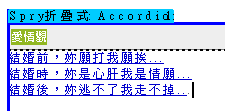 Spry折疊式: Accordid
愛情觀
結婚前，妳願打我願挨…
結婚時，妳是心肝我是情願…
結婚後，妳逃不了我走不掉…